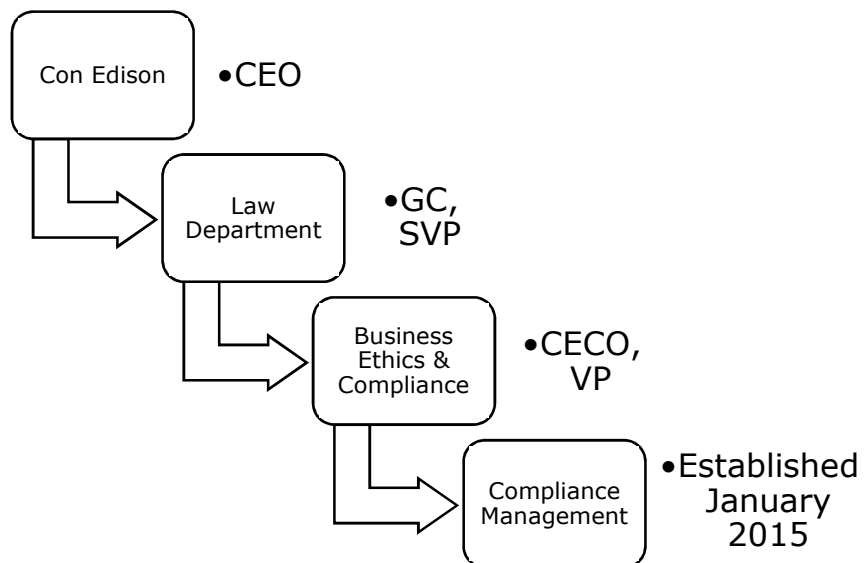 Con Edison
•CEO
Law
Department
•GC,
SVP
Business
Ethics &
Compliance
•CECO,
VP
Compliance
Management
•Established
January
2015